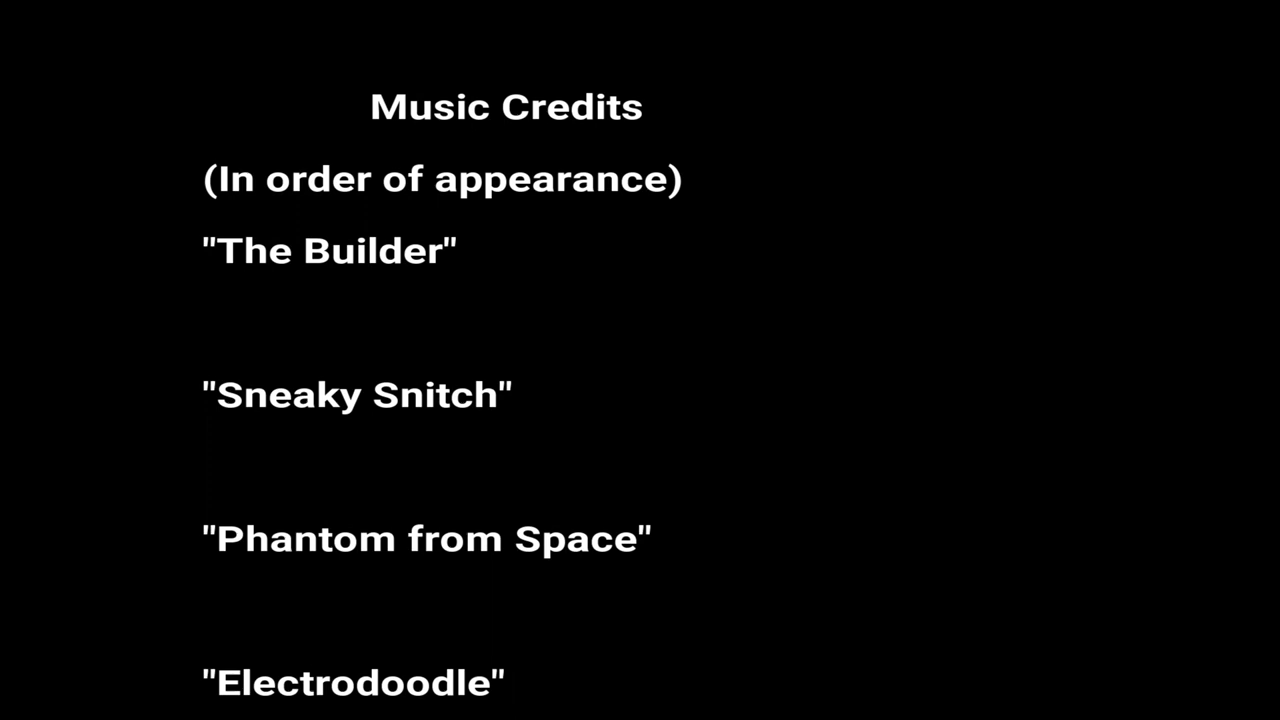 Music Credits
(In order of appearance)
"The Builder"
"Sneaky Snitch"
"Phantom from Space"
"Electrodoodle"